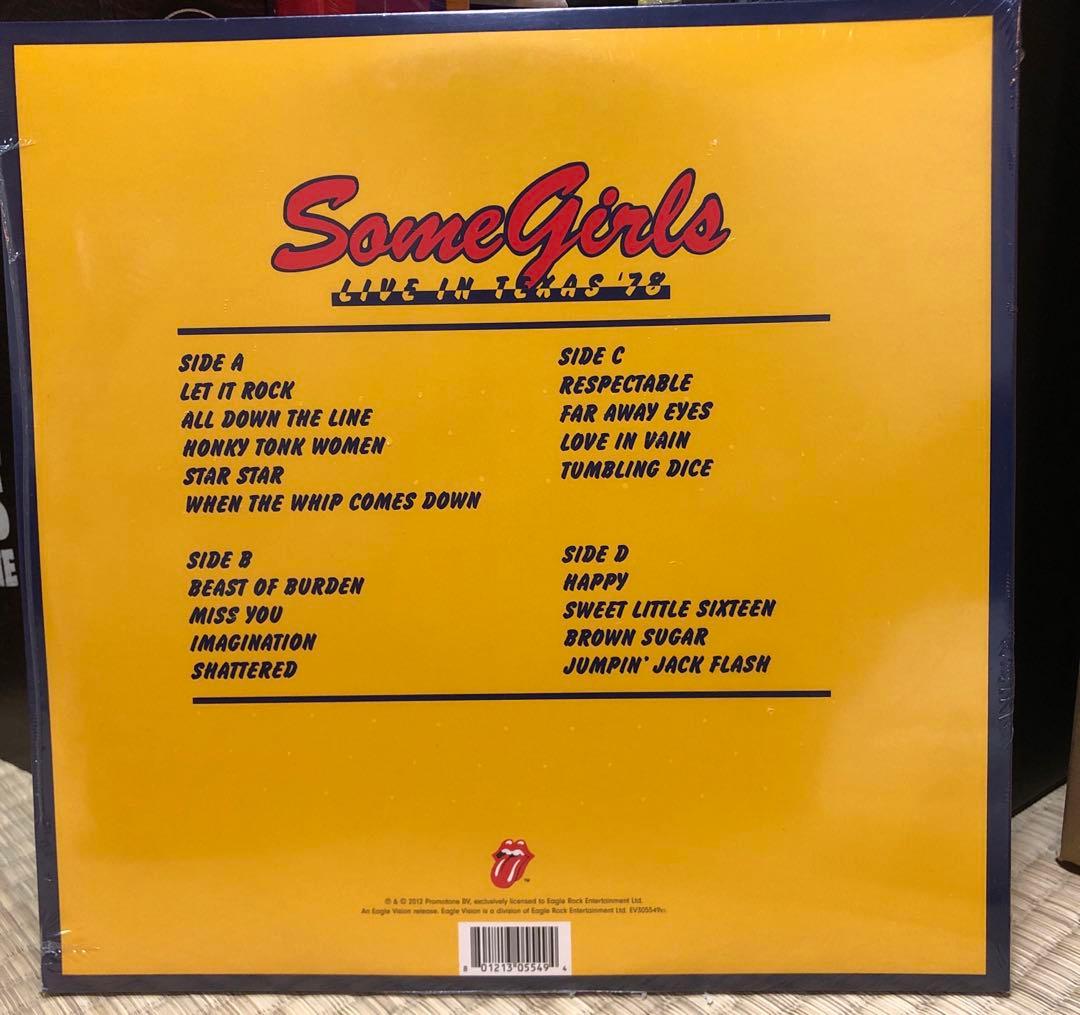 Some Girls
LIVE IN TEXAS '78
SIDE A
LET IT ROCK
ALL DOWN THE LINE
HONKY TONK WOMEN
STAR STAR
WHEN THE WHIP COMES DOWN
SIDE B
BEAST OF BURDEN
MISS YOU
IMAGINATION
SHATTERED
SIDE C
RESPECTABLE
FAR AWAY EYES
LOVE IN VAIN
TUMBLING DICE
SIDE D
HAPPY
SWEET LITTLE SIXTEEN
BROWN SUGAR
JUMPIN' JACK FLASH
℗ & © 2012 Promotone BV, exclusively licensed to Eagle Rock Entertainment Ltd.
An Eagle Vision release. Eagle Vision is a division of Eagle Rock Entertainment Ltd.
8 01213 05549 4